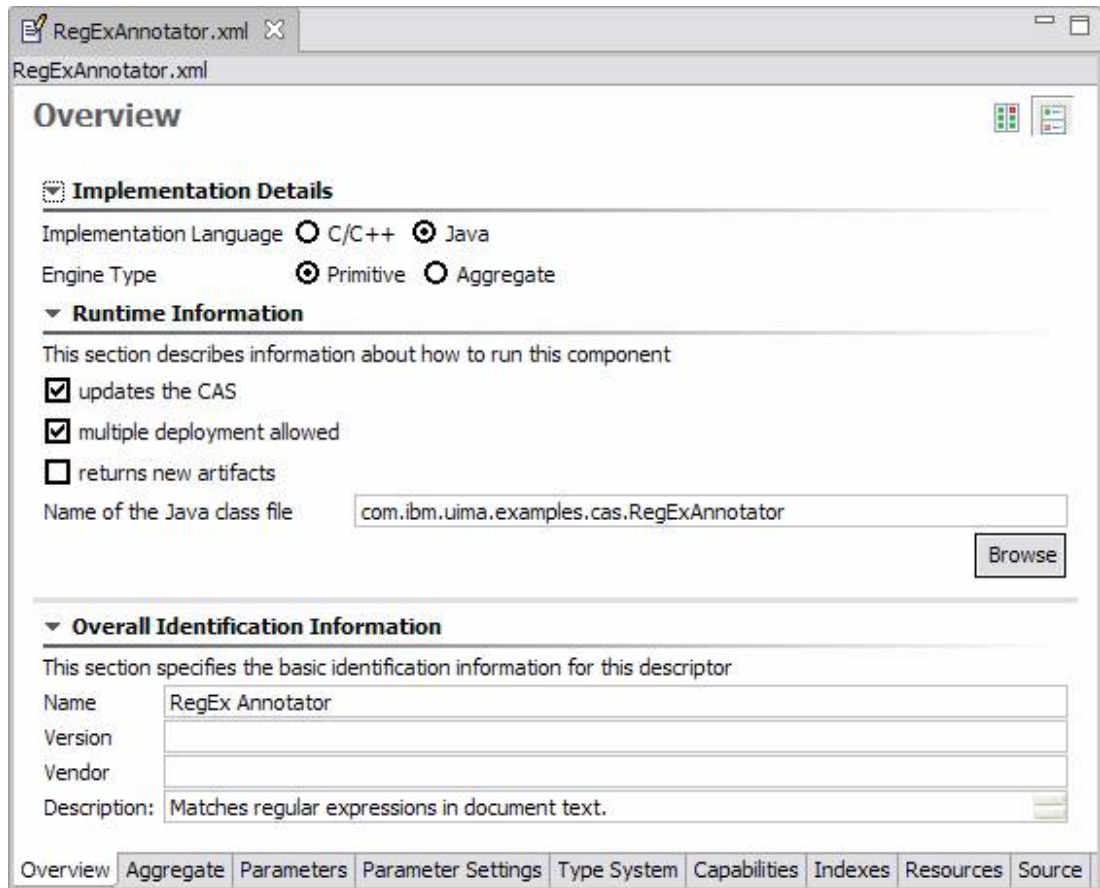 RegExAnnotator.xml
RegExAnnotator.xml
Overview
Implementation Details
Implementation Language C/C++ Java
Engine Type Primitive Aggregate
Runtime Information
This section describes information about how to run this component
updates the CAS
multiple deployment allowed
returns new artifacts
Name of the Java class file com.ibm.uima.examples.cas.RegExAnnotator
Browse
Overall Identification Information
This section specifies the basic identification information for this descriptor
Name RegEx Annotator
Version
Vendor
Description: Matches regular expressions in document text.
Overview Aggregate Parameters Parameter Settings Type System Capabilities Indexes Resources Source